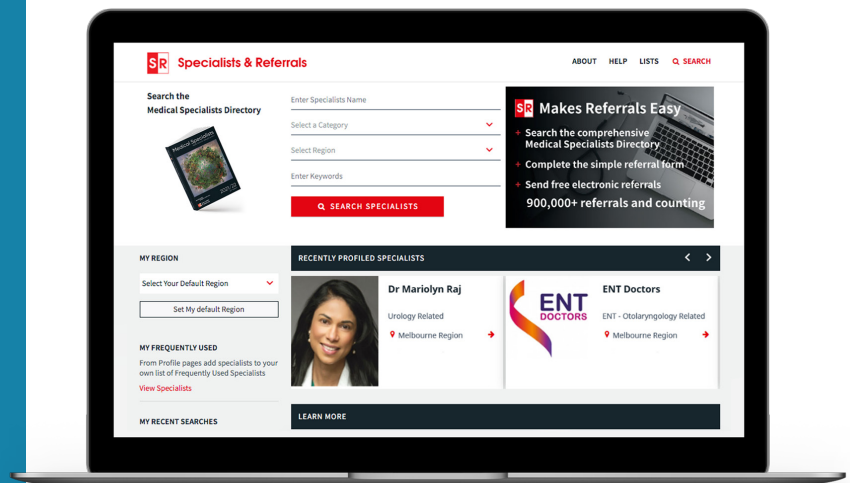 SR Specialists & Referrals
ABOUT HELP LISTS SEARCH
Search the
Medical Specialists Directory
Medical Specialists
Enter Specialists Name
Select a Category
Select Region
Enter Keywords
SEARCH SPECIALISTS
SR Makes Referrals Easy
+ Search the comprehensive
Medical Specialists Directory
+ Complete the simple referral form
+ Send free electronic referrals
900,000+ referrals and counting
MY REGION
Select Your Default Region
Set My default Region
MY FREQUENTLY USED
From Profile pages add specialists to your
own list of Frequently Used Specialists
View Specialists
MY RECENT SEARCHES
RECENTLY PROFILED SPECIALISTS
Dr Mariolyn Raj
Urology Related
Melbourne Region
ENT
DOCTORS
ENT Doctors
ENT - Otolaryngology Related
Melbourne Region
LEARN MORE